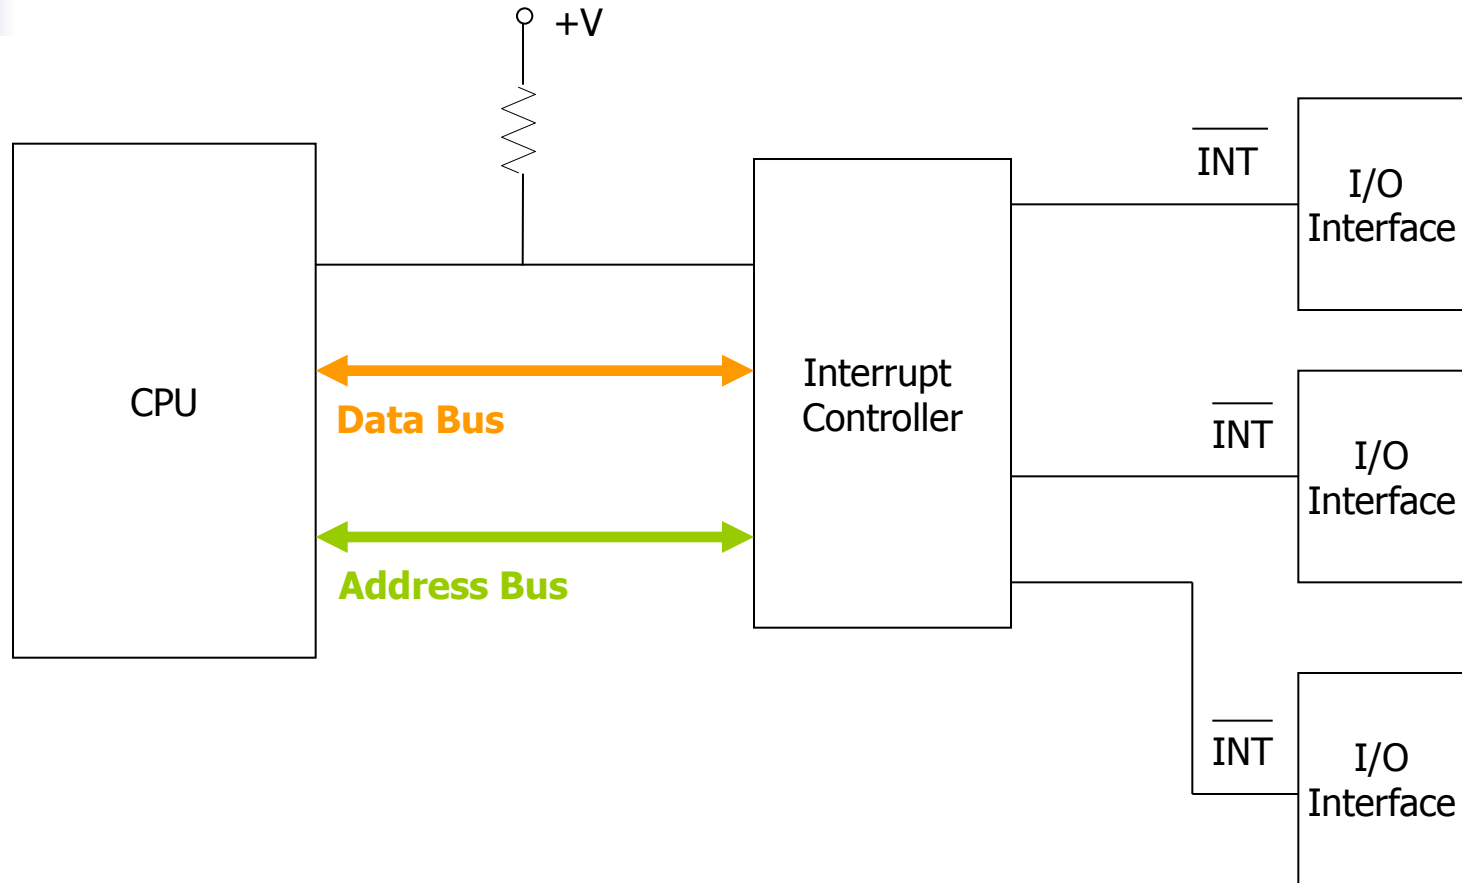 +V
CPU
Data Bus
Address Bus
Interrupt
Controller
INT
I/O
Interface
INT
I/O
Interface
INT
I/O
Interface